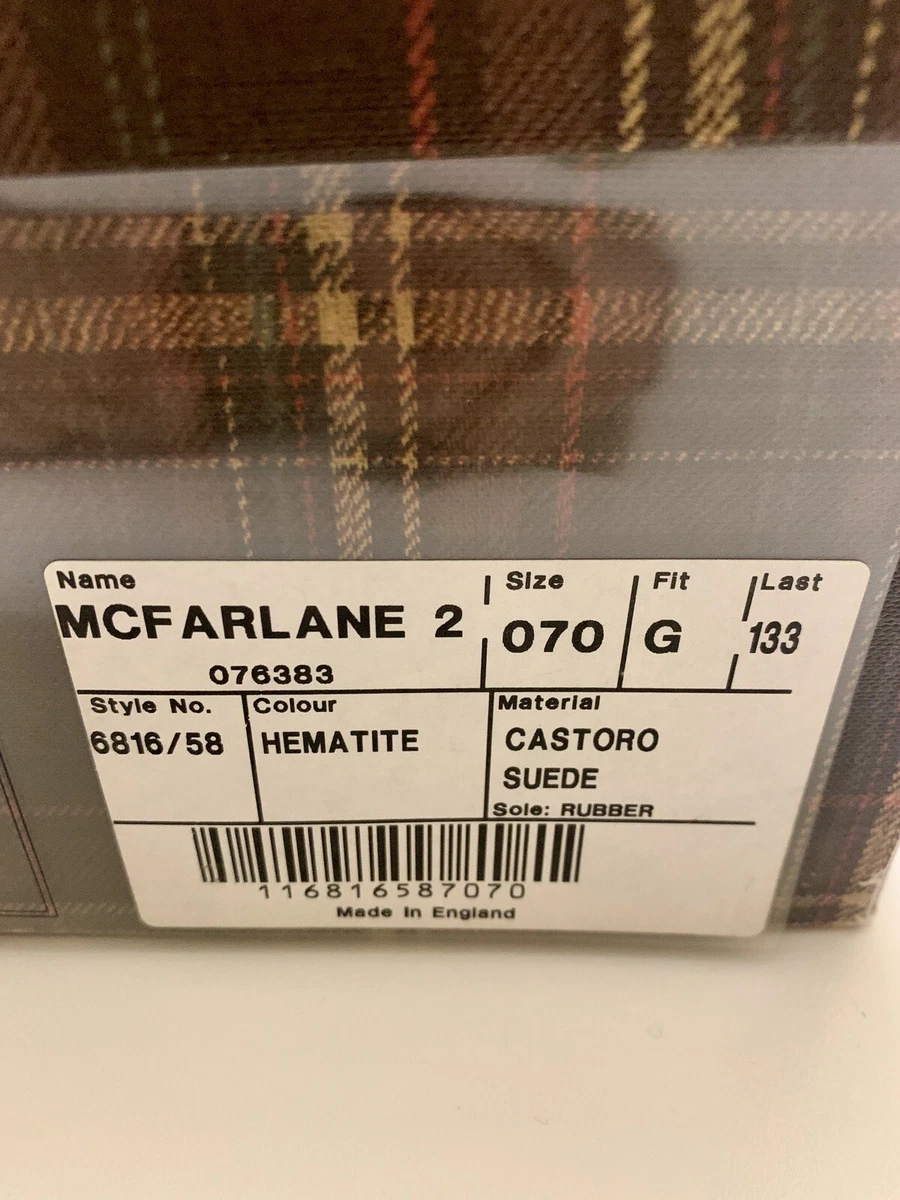 Name
MCFARLANE 2
076383
Size
070
Fit
G
Last
133
Style No.
6816/58
Colour
HEMATITE
Material
CASTORO
SUEDE
Sole: RUBBER
116816587070
Made In England